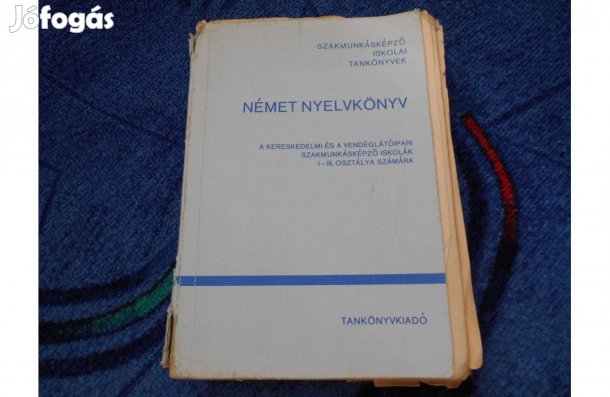 Jófogás
SZAKMUNKÁSKÉPZŐ
ISKOLAI
TANKÖNYVEK
NÉMET NYELVKÖNYV
A KERESKEDELMI ÉS A VENDÉGLÁTÓIPARI
SZAKMUNKÁSKÉPZŐ ISKOLÁK
I–III. OSZTÁLYA SZÁMÁRA
TANKÖNYVKIADÓ